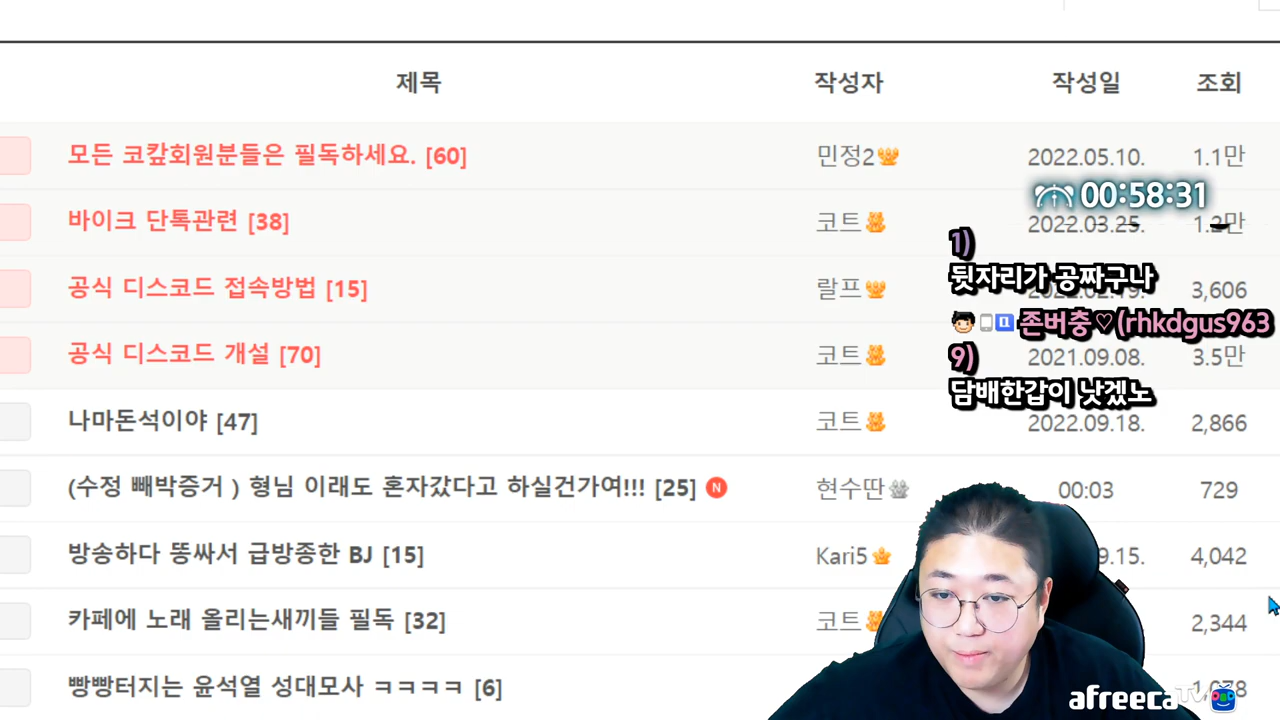 제목 작성자 작성일 조회
모든 코캎회원분들은 필독하세요. [60] 민정2 2022.05.10. 1.1만
00:58:31
바이크 단톡관련 [38] 코트 2022.03.25. 1.2만
1)
뒷자리가 공짜구나
공식 디스코드 접속방법 [15] 랄프 3,606
존버충♡(rhkdgus963
9)
공식 디스코드 개설 [70] 코트 2021.09.08. 3.5만
담배한갑이 낫겠노
나마돈석이야 [47] 코트 2022.09.18. 2,866
(수정 빼박증거 ) 형님 이래도 혼자갔다고 하실건가여!!! [25] N 현수딴 00:03 729
방송하다 똥싸서 급방종한 BJ [15] Kari5 9.15. 4,042
카페에 노래 올리는새끼들 필독 [32] 코트 2,344
빵빵터지는 윤석열 성대모사 ㅋㅋㅋㅋ [6]
afreecaTV